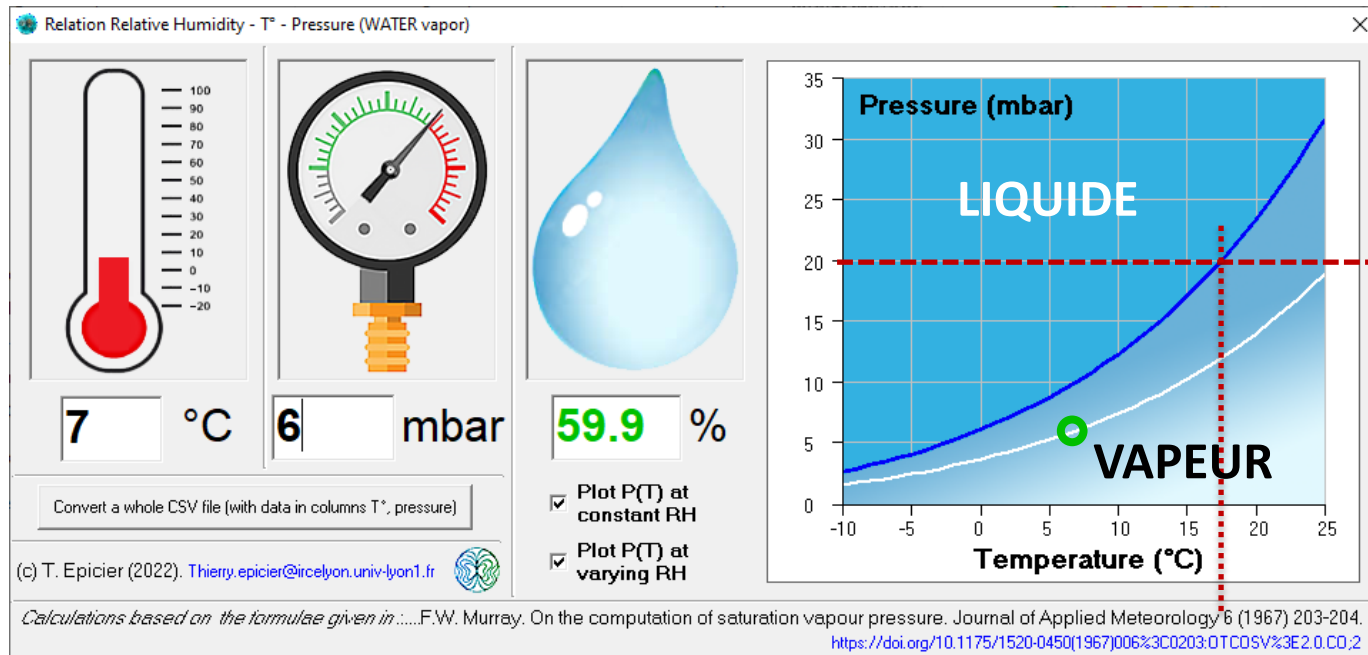 Relation Relative Humidity - T° - Pressure (WATER vapor)
100
90
80
70
60
50
40
30
20
10
0
-10
-20
7 °C
6 mbar
59.9 %
Convert a whole CSV file (with data in columns T°, pressure)
Plot P(T) at
constant RH
Plot P(T) at
varying RH
(c) T. Epicier (2022). Thierry.epicier@ircelyon.univ-lyon1.fr
Pressure (mbar)
35
30
25
20
15
10
5
0
LIQUIDE
VAPEUR
-10 -5 0 5 10 15 20 25
Temperature (°C)
Calculations based on the formulae given in :....F.W. Murray. On the computation of saturation vapour pressure. Journal of Applied Meteorology 6 (1967) 203-204.
https://doi.org/10.1175/1520-0450(1967)006%3C0203:OTCOSV%3E2.0.CO;2